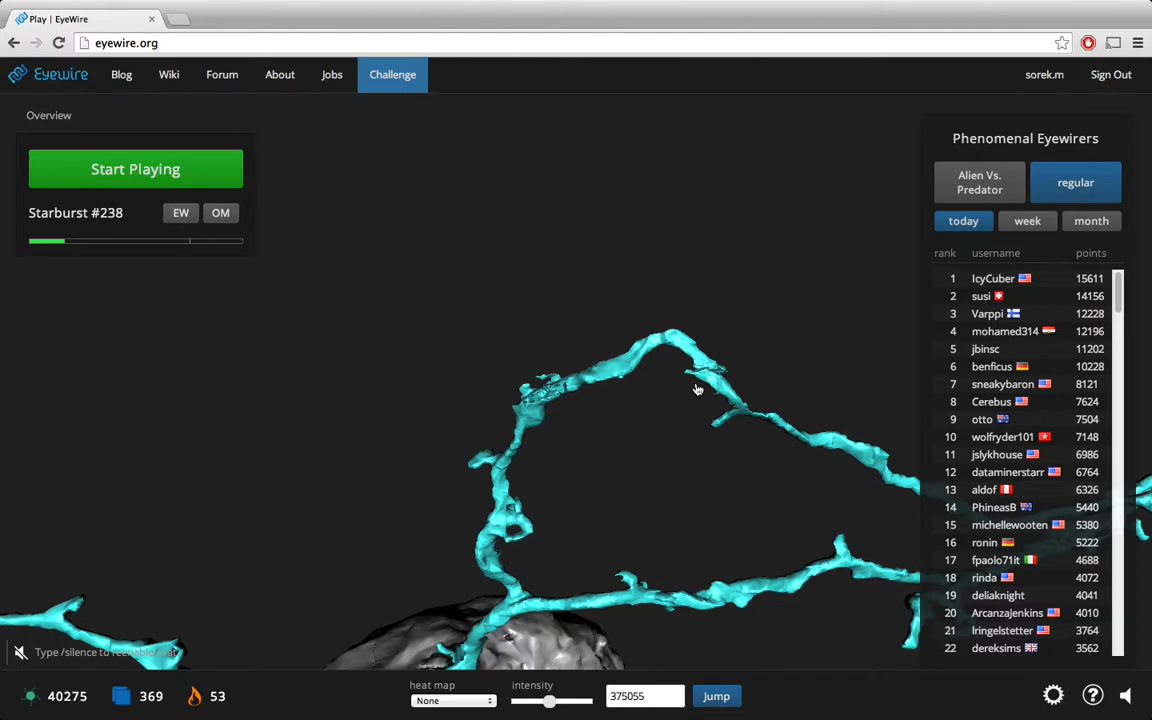 Play | EyeWire
eyewire.org
Eyewire Blog Wiki Forum About Jobs Challenge sorek.m Sign Out
Overview
Start Playing
Starburst #238 EW OM
Phenomenal Eyewirers
Alien Vs. Predator regular
today week month
rank username points
1 IcyCuber 15611
2 susi 14156
3 Varppi 12228
4 mohamed314 12196
5 jbinsc 11202
6 benficus 10228
7 sneakybaron 8121
8 Cerebus 7624
9 otto 7504
10 wolfryder101 7148
11 jslykhouse 6986
12 dataminerstarr 6764
13 aldof 6326
14 PhineasB 5440
15 michellewooten 5380
16 ronin 5222
17 fpaolo71it 4688
18 rinda 4072
19 deliaknight 4041
20 ArcanzaJenkins 4010
21 lringelstetter 3764
22 dereksims 3562
Type /silence to reenable chat
40275 369 53
heat map
None
intensity
375055 Jump